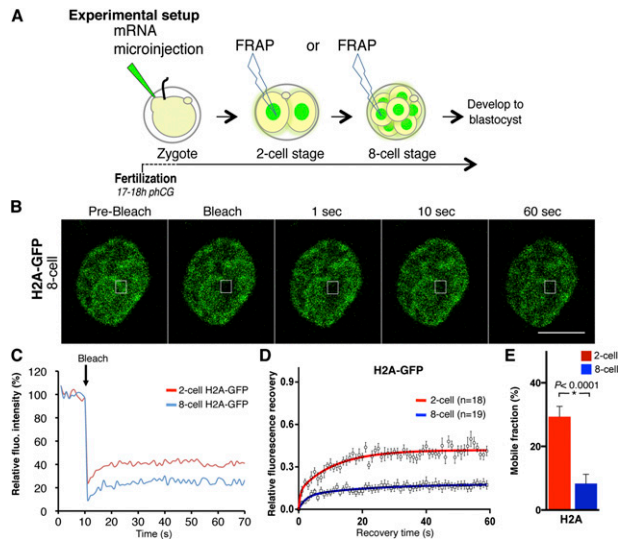 A
Experimental setup
mRNA
microinjection
FRAP or FRAP
Zygote
2-cell stage
8-cell stage
Develop to
blastocyst
Fertilization
17-18h phCG
B
Pre-Bleach
Bleach
1 sec
10 sec
60 sec
H2A-GFP
8-cell
C
Bleach
Relative fluo. intensity (%)
140
120
100
80
60
40
20
0
2-cell H2A-GFP
8-cell H2A-GFP
0 10 20 30 40 50 60 70
Time (s)
D
H2A-GFP
Relative fluorescence recovery
0.9
0.6
0.3
0.0
2-cell (n=18)
8-cell (n=19)
0 20 40 60
Recovery time (s)
E
2-cell
8-cell
Mobile fraction (%)
40
20
0
P< 0.0001
*
H2A